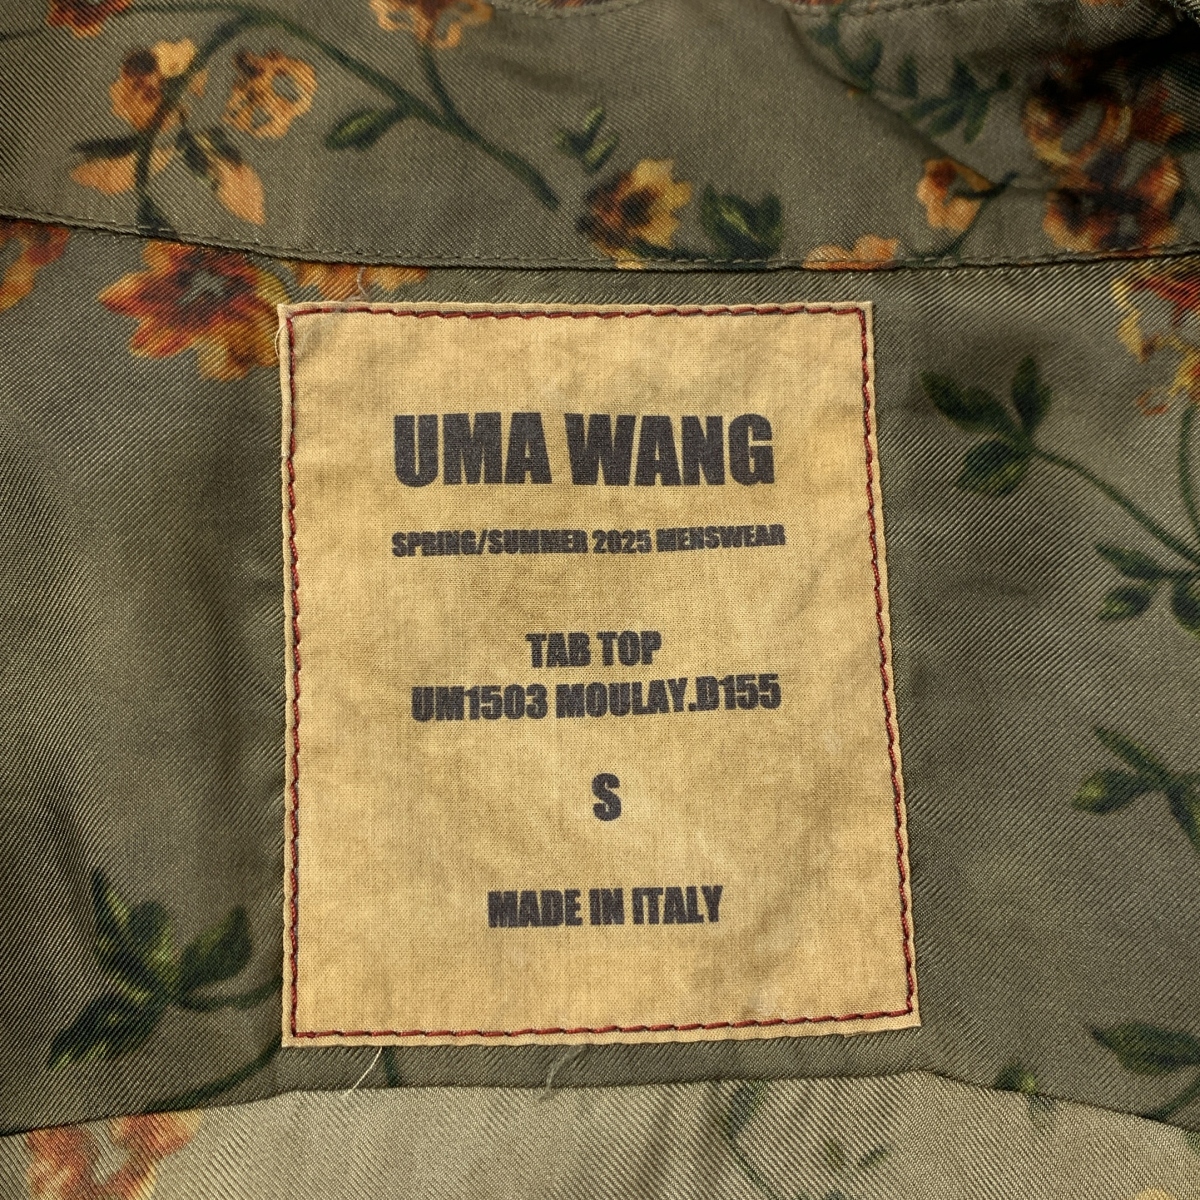 UMA WANG
SPRING/SUMMER 2025 MENSWEAR
TAB TOP
UM1503 MOULAY.D155
S
MADE IN ITALY